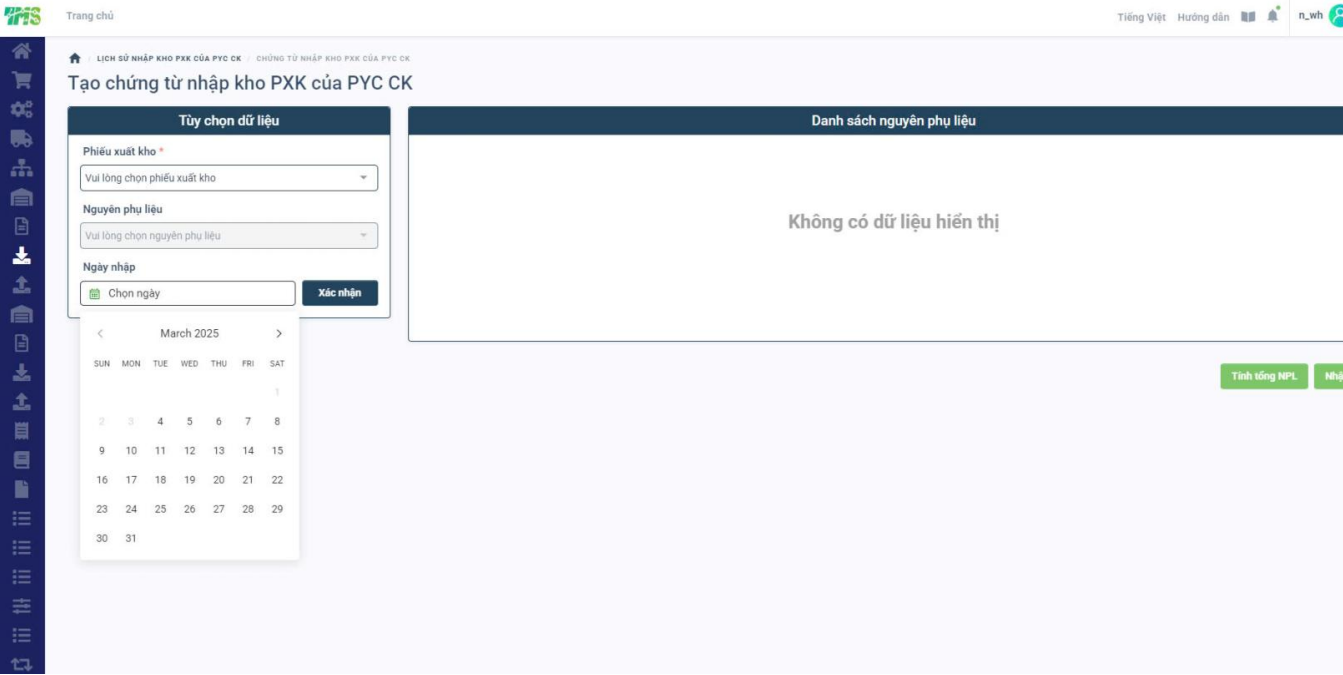 TMS
Trang chủ
Tiếng Việt Hướng dẫn n_wh
/ LỊCH SỬ NHẬP KHO PXK CỦA PYC CK / CHỨNG TỪ NHẬP KHO PXK CỦA PYC CK
Tạo chứng từ nhập kho PXK của PYC CK
Tùy chọn dữ liệu
Phiếu xuất kho *
Vui lòng chọn phiếu xuất kho
Nguyên phụ liệu
Vui lòng chọn nguyên phụ liệu
Ngày nhập
Chọn ngày
Xác nhận
March 2025
SUN MON TUE WED THU FRI SAT
1
2 3 4 5 6 7 8
9 10 11 12 13 14 15
16 17 18 19 20 21 22
23 24 25 26 27 28 29
30 31
Danh sách nguyên phụ liệu
Không có dữ liệu hiển thị
Tính tổng NPL
Nhậ